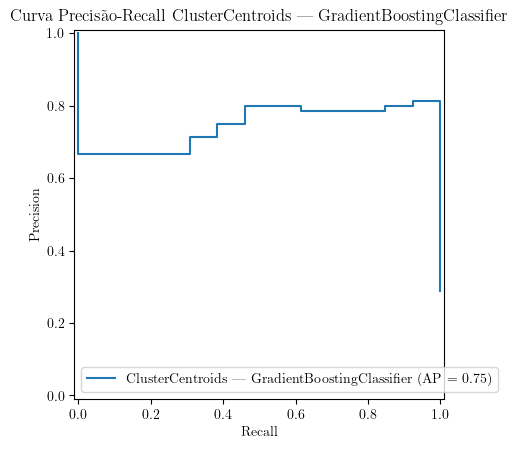 Curva Precisão-Recall ClusterCentroids — GradientBoostingClassifier
1.0
0.8
0.6
0.4
0.2
0.0
Precision
ClusterCentroids — GradientBoostingClassifier (AP = 0.75)
0.0 0.2 0.4 0.6 0.8 1.0
Recall